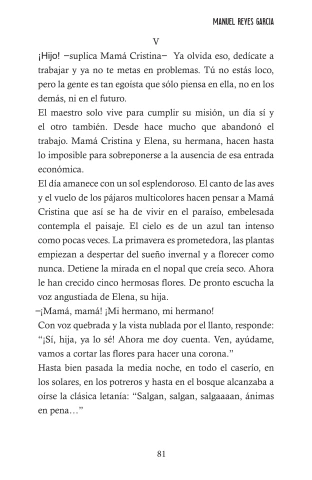 MANUEL REYES GARCIA
V
¡Hijo! –suplica Mamá Cristina– Ya olvida eso, dedícate a
trabajar y ya no te metas en problemas. Tú no estás loco,
pero la gente es tan egoísta que sólo piensa en ella, no en los
demás, ni en el futuro.
El maestro solo vive para cumplir su misión, un día sí y
el otro también. Desde hace mucho que abandonó el
trabajo. Mamá Cristina y Elena, su hermana, hacen hasta
lo imposible para sobreponerse a la ausencia de esa entrada
económica.
El día amanece con un sol esplendoroso. El canto de las aves
y el vuelo de los pájaros multicolores hacen pensar a Mamá
Cristina que así se ha de vivir en el paraíso, embelesada
contempla el paisaje. El cielo es de un azul tan intenso
como pocas veces. La primavera es prometedora, las plantas
empiezan a despertar del sueño invernal y a florecer como
nunca. Detiene la mirada en el nopal que creía seco. Ahora
le han crecido cinco hermosas flores. De pronto escucha la
voz angustiada de Elena, su hija.
–¡Mamá, mamá! ¡Mi hermano, mi hermano!
Con voz quebrada y la vista nublada por el llanto, responde:
“¡Sí, hija, ya lo sé! Ahora me doy cuenta. Ven, ayúdame,
vamos a cortar las flores para hacer una corona.”
Hasta bien pasada la media noche, en todo el caserío, en
los solares, en los potreros y hasta en el bosque alcanzaba a
oírse la clásica letanía: “Salgan, salgan, salgaaaan, ánimas
en pena…”
81